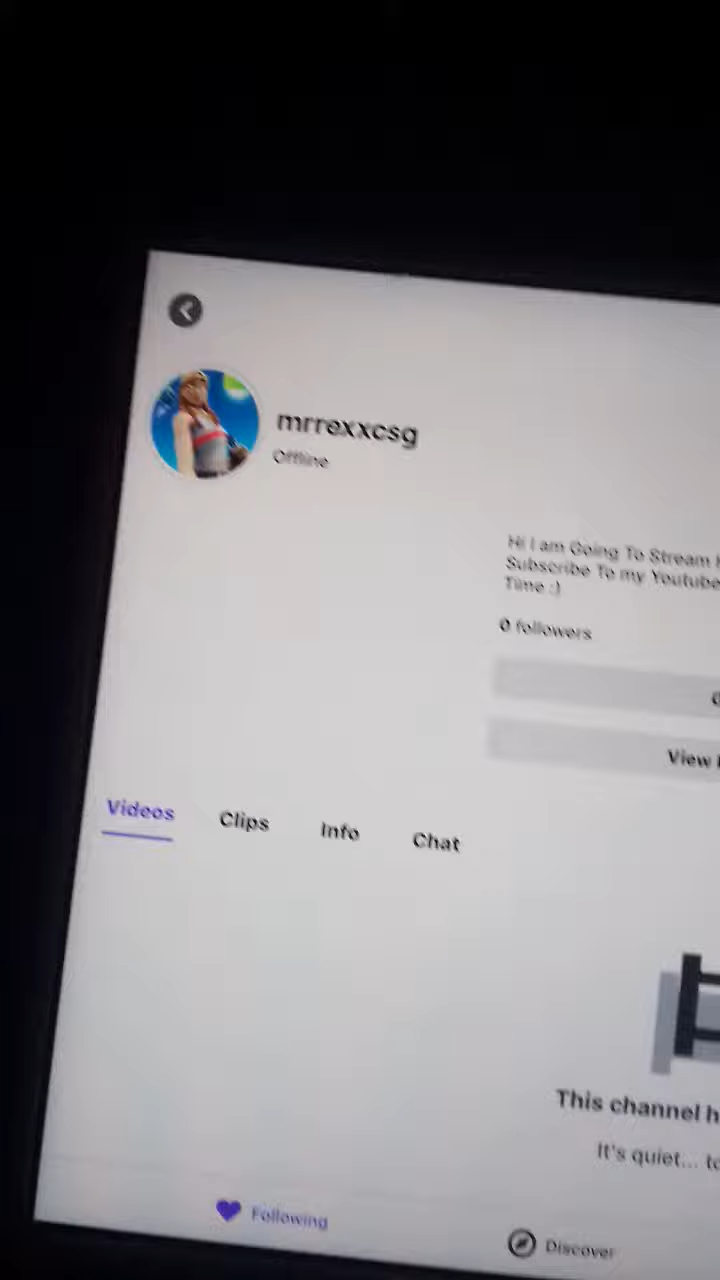 mrrexxcsg
Offline
Hi I am Going To Stream
Subscribe To my Youtube
Time :)
0 followers
View
Videos Clips Info Chat
This channel
It's quiet...
Following Discover